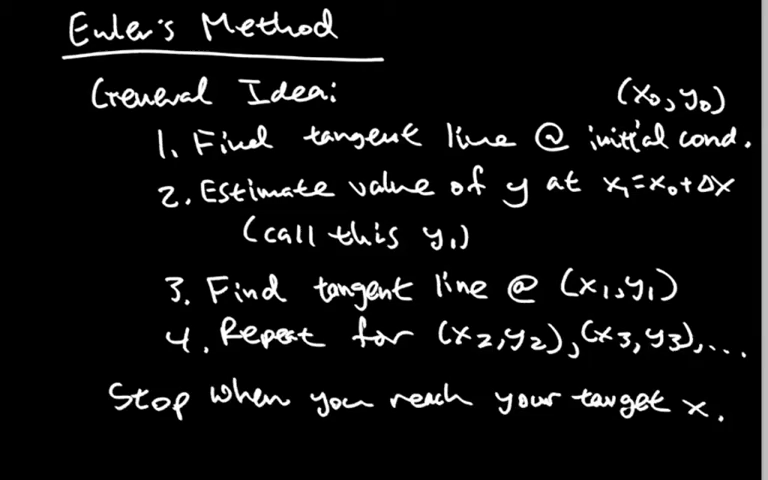 Euler's Method
General Idea:
(x₀, y₀)
1. Find tangent line @ initial cond.
2. Estimate value of y at x₁=x₀+Δx
(call this y₁)
3. Find tangent line @ (x₁,y₁)
4. Repeat for (x₂,y₂), (x₃,y₃),...
Stop when you reach your target x.